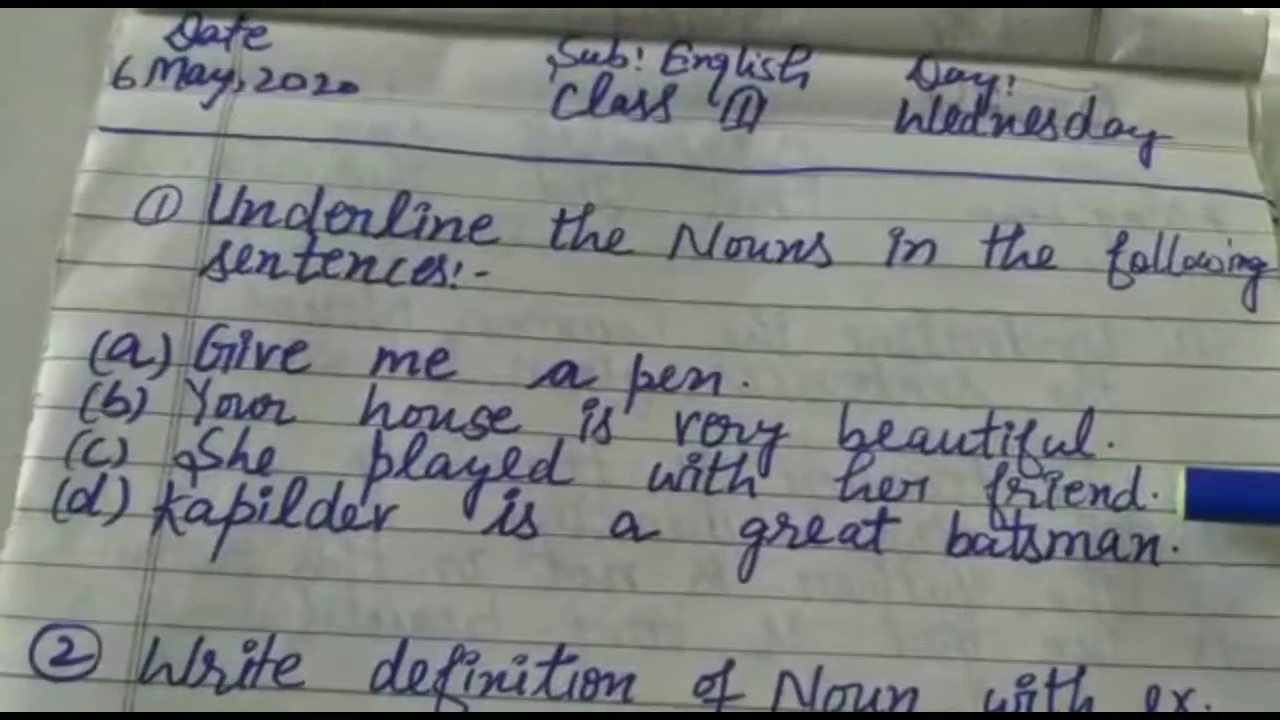 Date Sub: English Day:
6 May, 2020 Class ① Wednesday
① Underline the Nouns in the following
sentences:-
(a) Give me a pen.
(b) Your house is very beautiful.
(c) She played with her friend.
(d) Kapildev is a great batsman.
② Write definition of Noun with ex.